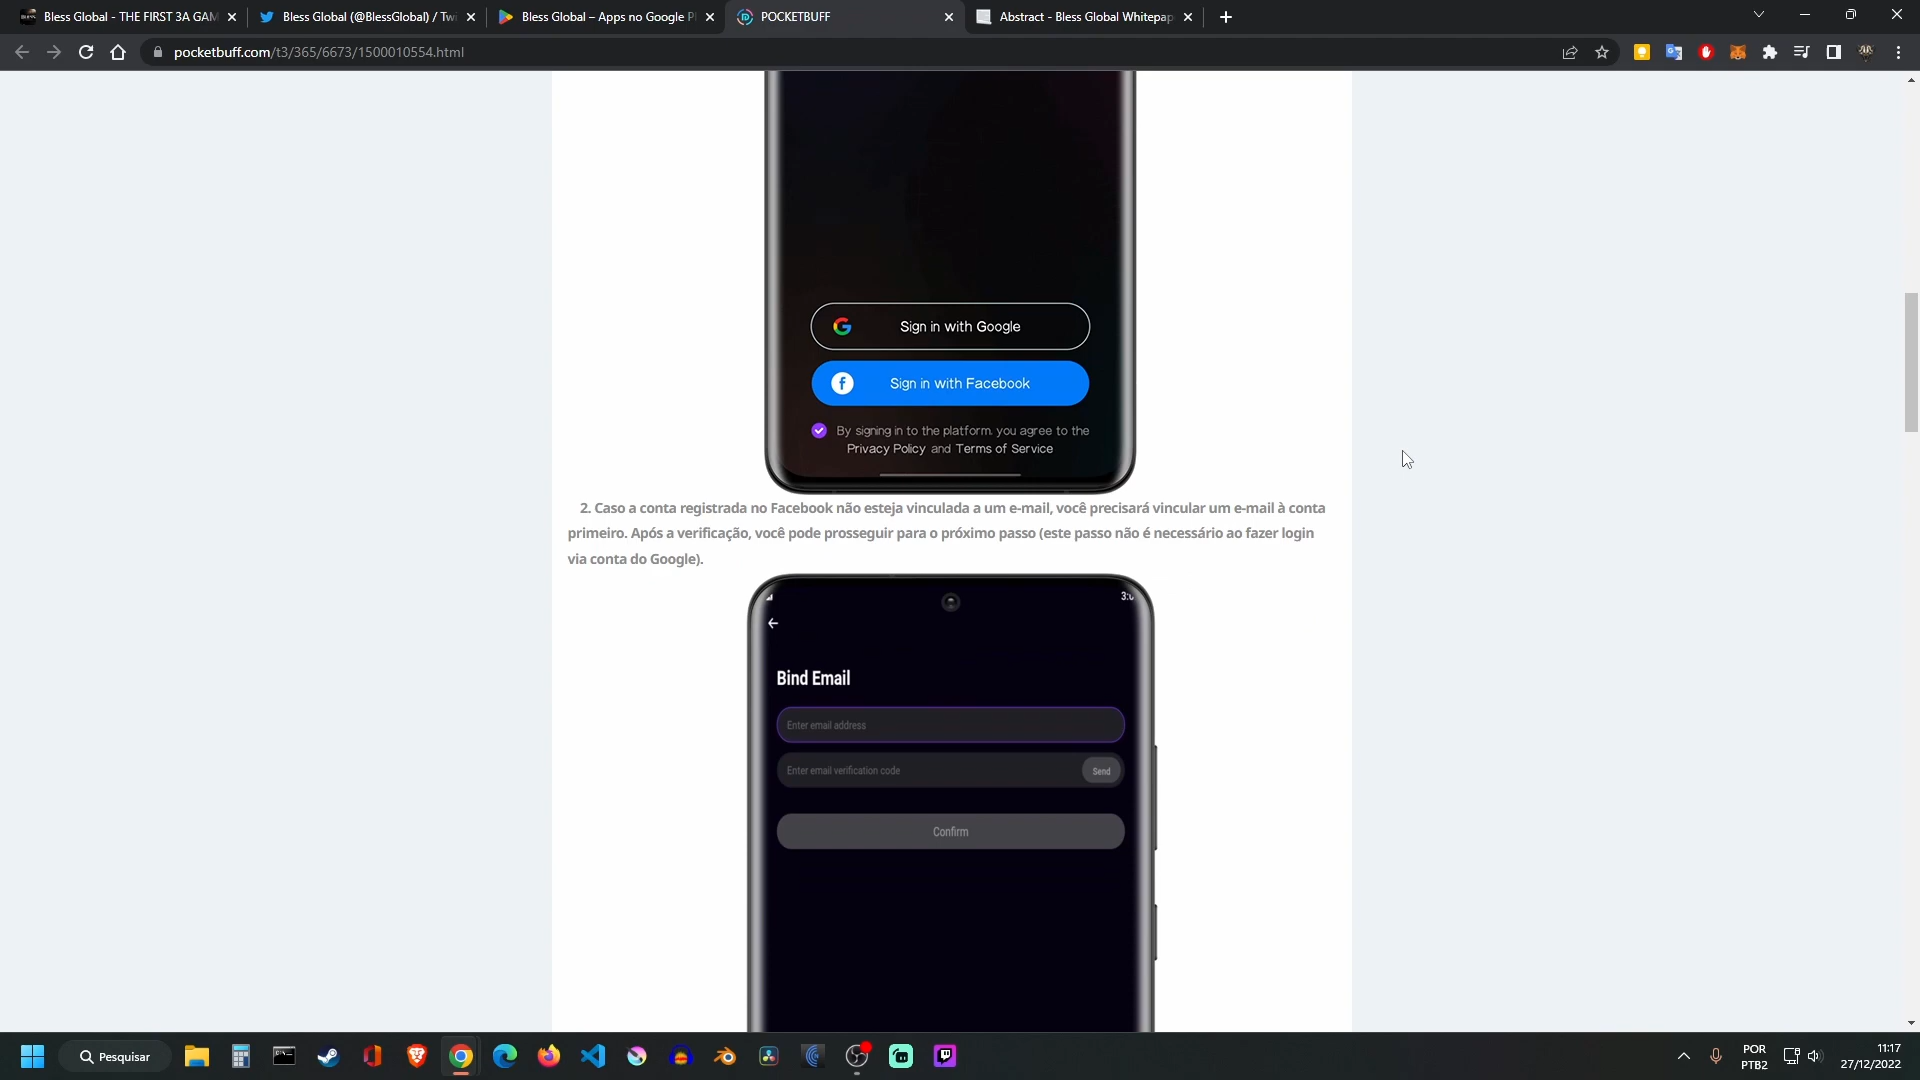 Bless Global - THE FIRST 3A GAM
Bless Global (@BlessGlobal) / Twi
Bless Global – Apps no Google Pl
POCKETBUFF
Abstract - Bless Global Whitepap
pocketbuff.com/t3/365/6673/1500010554.html
Sign in with Google
Sign in with Facebook
By signing in to the platform, you agree to the
Privacy Policy and Terms of Service
2. Caso a conta registrada no Facebook não esteja vinculada a um e-mail, você precisará vincular um e-mail à conta
primeiro. Após a verificação, você pode prosseguir para o próximo passo (este passo não é necessário ao fazer login
via conta do Google).
Bind Email
Enter email address
Enter email verification code
Send
Confirm
Pesquisar
POR
PTB2
11:17
27/12/2022